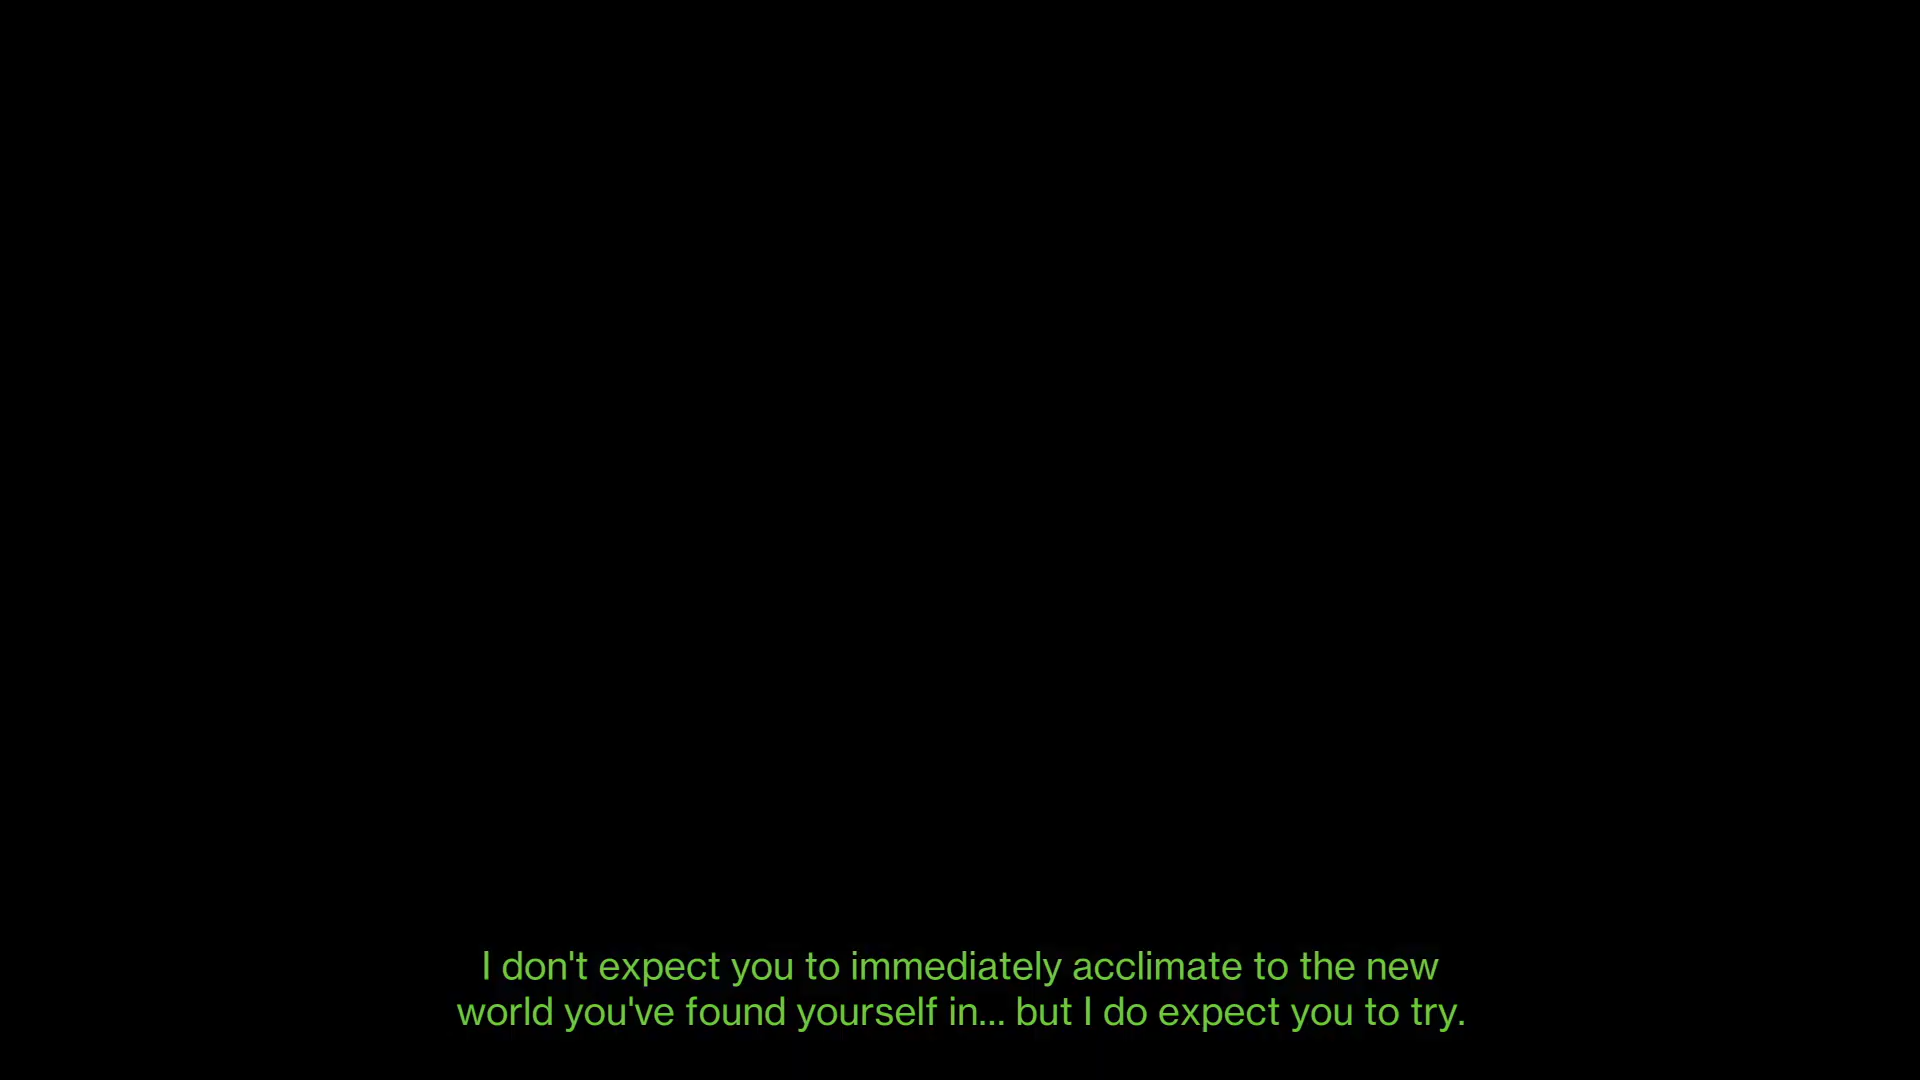 I don't expect you to immediately acclimate to the new
world you've found yourself in... but I do expect you to try.